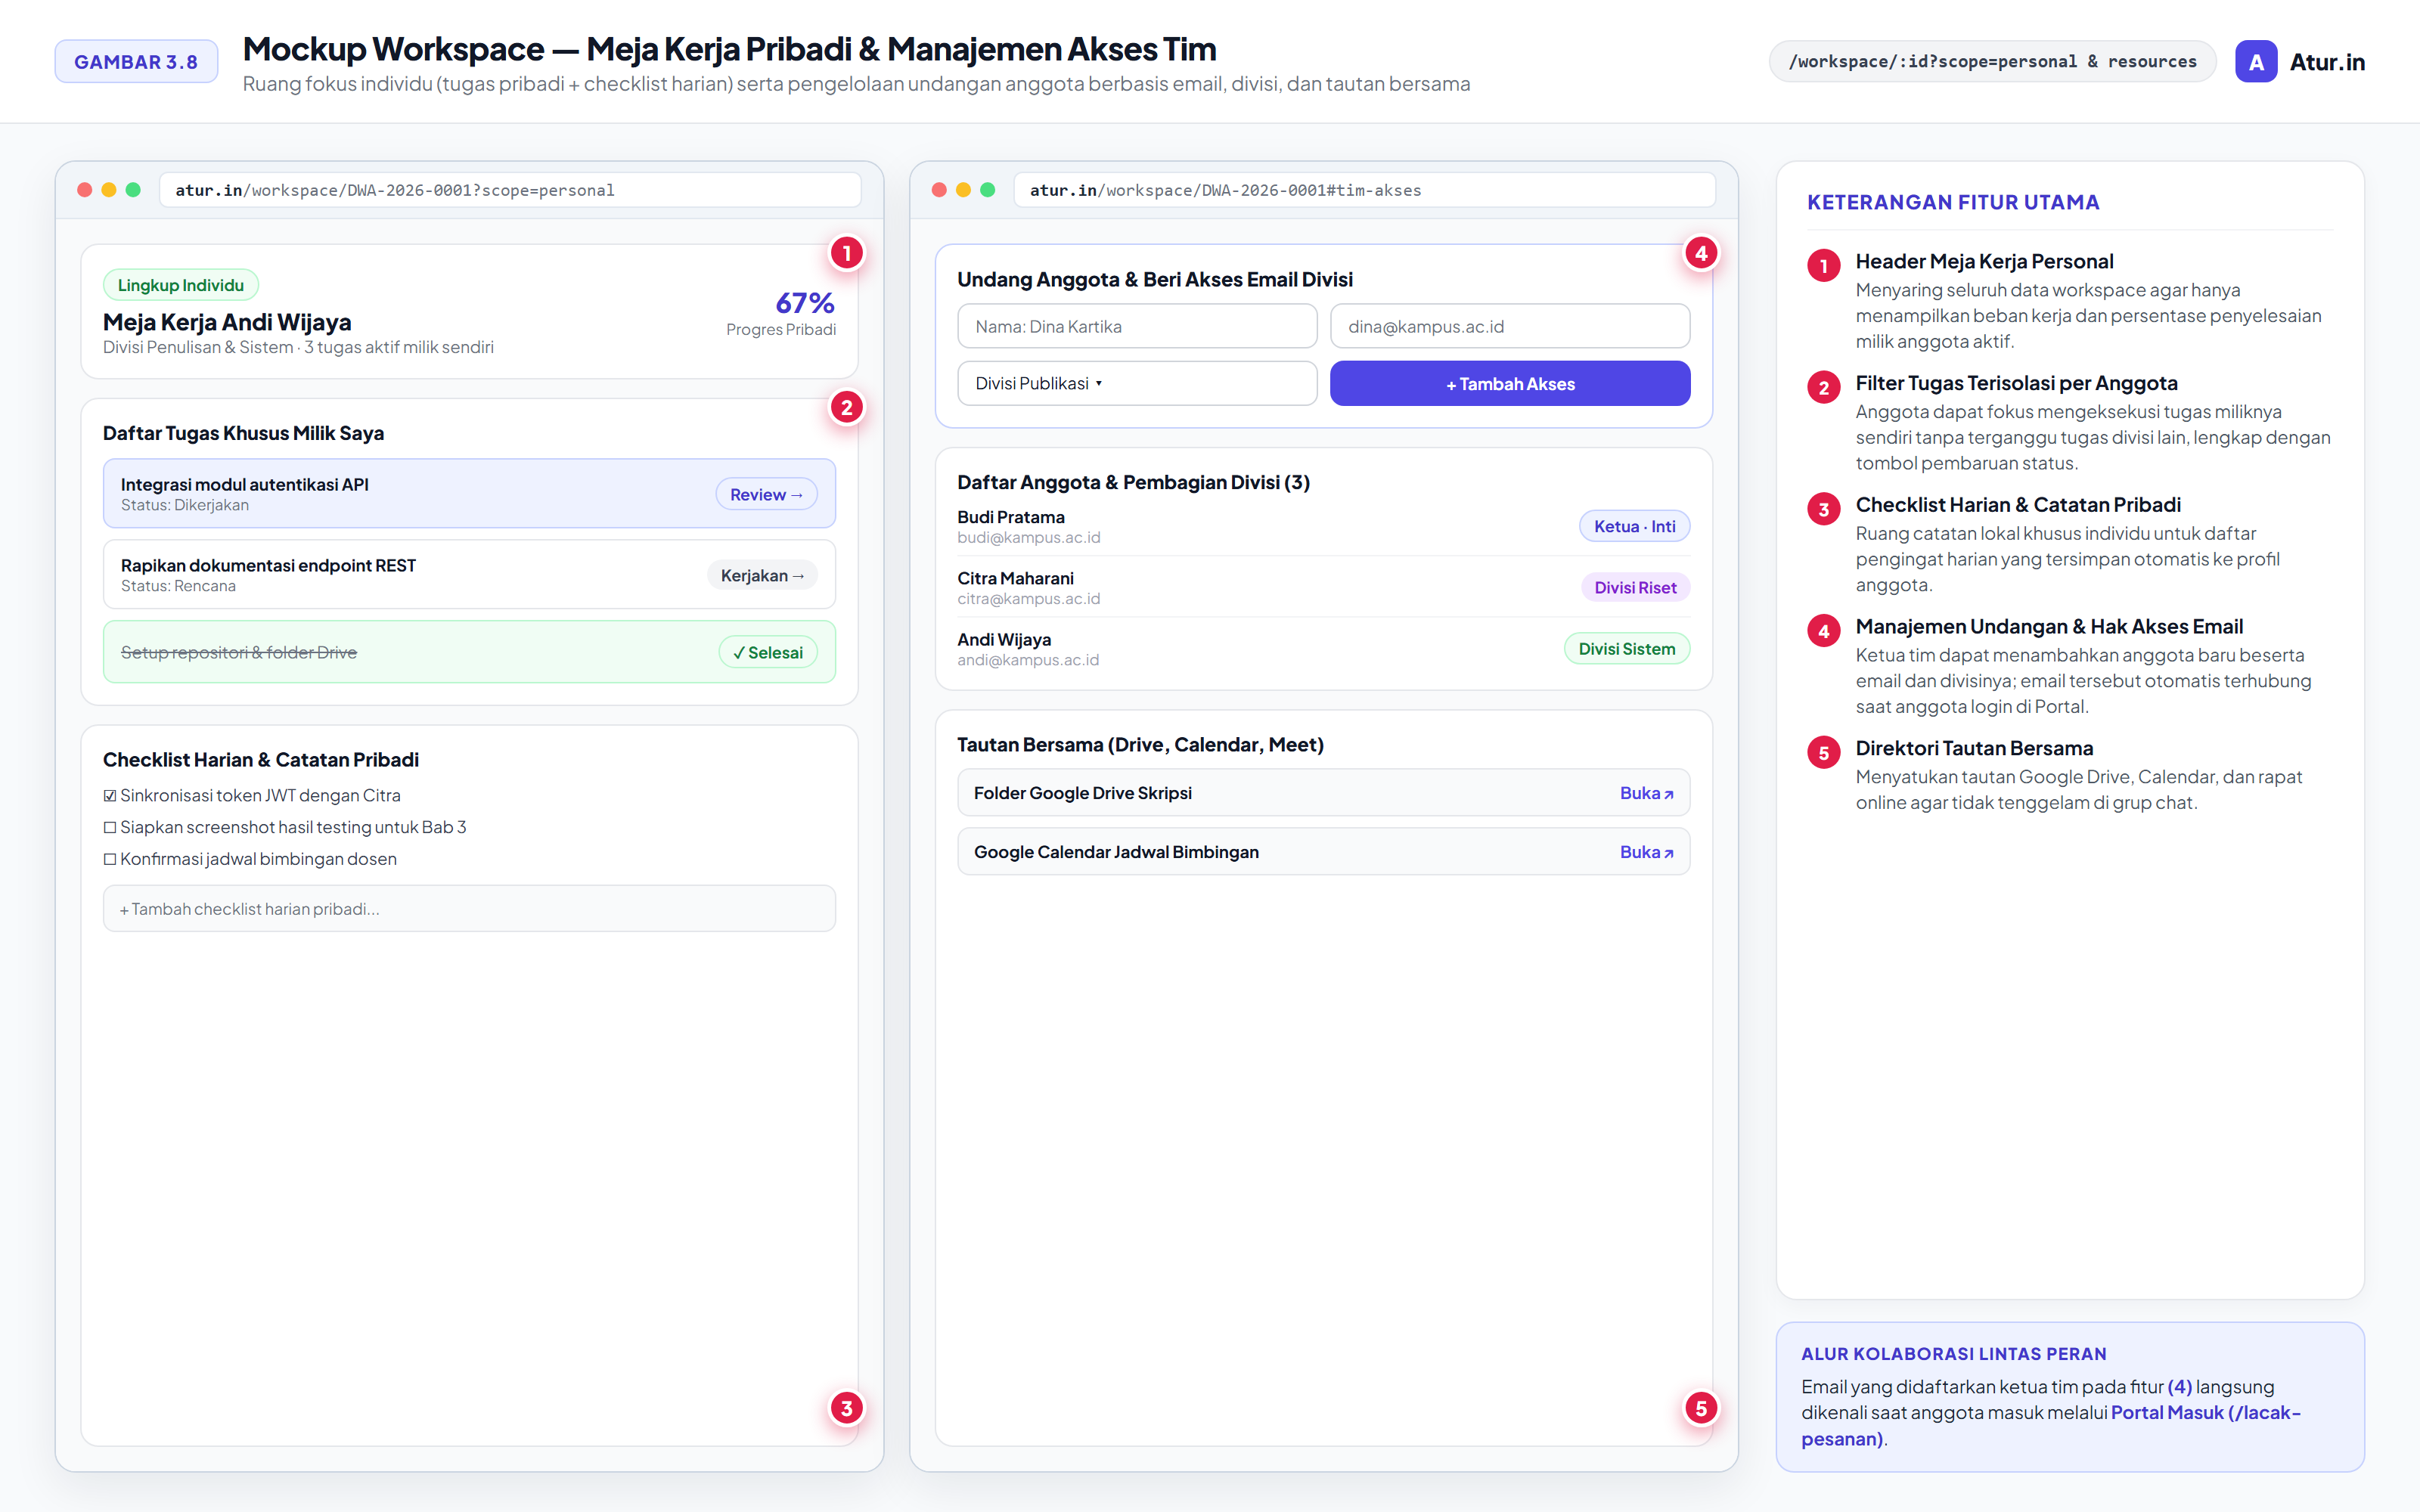 GAMBAR 3.8
Mockup Workspace — Meja Kerja Pribadi & Manajemen Akses Tim
Ruang fokus individu (tugas pribadi + checklist harian) serta pengelolaan undangan anggota berbasis email, divisi, dan tautan bersama
/workspace/:id?scope=personal & resources
A
Atur.in
atur.in/workspace/DWA-2026-0001?scope=personal
1
Lingkup Individu
Meja Kerja Andi Wijaya
Divisi Penulisan & Sistem · 3 tugas aktif milik sendiri
67%
Progres Pribadi
2
Daftar Tugas Khusus Milik Saya
Integrasi modul autentikasi API
Status: Dikerjakan
Review →
Rapikan dokumentasi endpoint REST
Status: Rencana
Kerjakan →
Setup repositori & folder Drive
✓ Selesai
Checklist Harian & Catatan Pribadi
☑ Sinkronisasi token JWT dengan Citra
☐ Siapkan screenshot hasil testing untuk Bab 3
☐ Konfirmasi jadwal bimbingan dosen
+ Tambah checklist harian pribadi...
3
atur.in/workspace/DWA-2026-0001#tim-akses
4
Undang Anggota & Beri Akses Email Divisi
Nama: Dina Kartika
dina@kampus.ac.id
Divisi Publikasi ▾
+ Tambah Akses
Daftar Anggota & Pembagian Divisi (3)
Budi Pratama
budi@kampus.ac.id
Ketua · Inti
Citra Maharani
citra@kampus.ac.id
Divisi Riset
Andi Wijaya
andi@kampus.ac.id
Divisi Sistem
Tautan Bersama (Drive, Calendar, Meet)
Folder Google Drive Skripsi
Buka ↗
Google Calendar Jadwal Bimbingan
Buka ↗
5
KETERANGAN FITUR UTAMA
1
Header Meja Kerja Personal
Menyaring seluruh data workspace agar hanya
menampilkan beban kerja dan persentase penyelesaian
milik anggota aktif.
2
Filter Tugas Terisolasi per Anggota
Anggota dapat fokus mengeksekusi tugas miliknya
sendiri tanpa terganggu tugas divisi lain, lengkap dengan
tombol pembaruan status.
3
Checklist Harian & Catatan Pribadi
Ruang catatan lokal khusus individu untuk daftar
pengingat harian yang tersimpan otomatis ke profil
anggota.
4
Manajemen Undangan & Hak Akses Email
Ketua tim dapat menambahkan anggota baru beserta
email dan divisinya; email tersebut otomatis terhubung
saat anggota login di Portal.
5
Direktori Tautan Bersama
Menyatukan tautan Google Drive, Calendar, dan rapat
online agar tidak tenggelam di grup chat.
ALUR KOLABORASI LINTAS PERAN
Email yang didaftarkan ketua tim pada fitur (4) langsung
dikenali saat anggota masuk melalui Portal Masuk (/lacak-
pesanan).